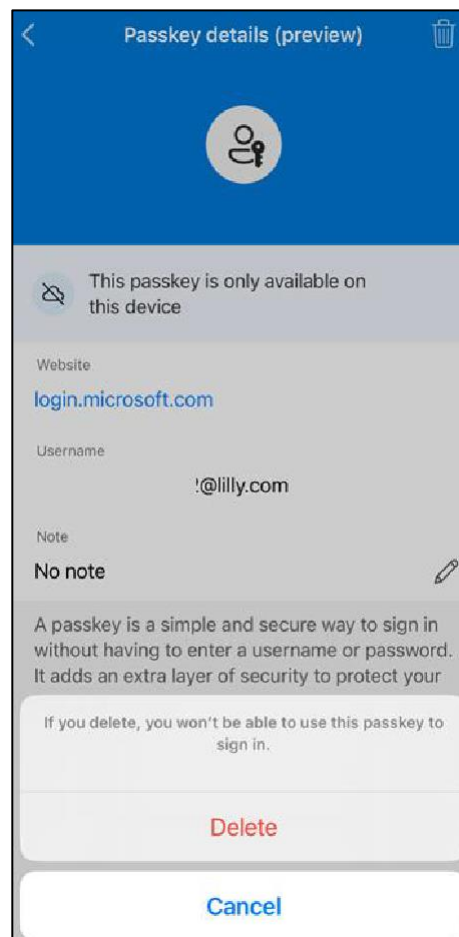 Passkey details (preview)
This passkey is only available on
this device
Website
login.microsoft.com
Username
@lilly.com
Note
No note
A passkey is a simple and secure way to sign in
without having to enter a username or password.
It adds an extra layer of security to protect your
If you delete, you won't be able to use this passkey to
sign in.
Delete
Cancel